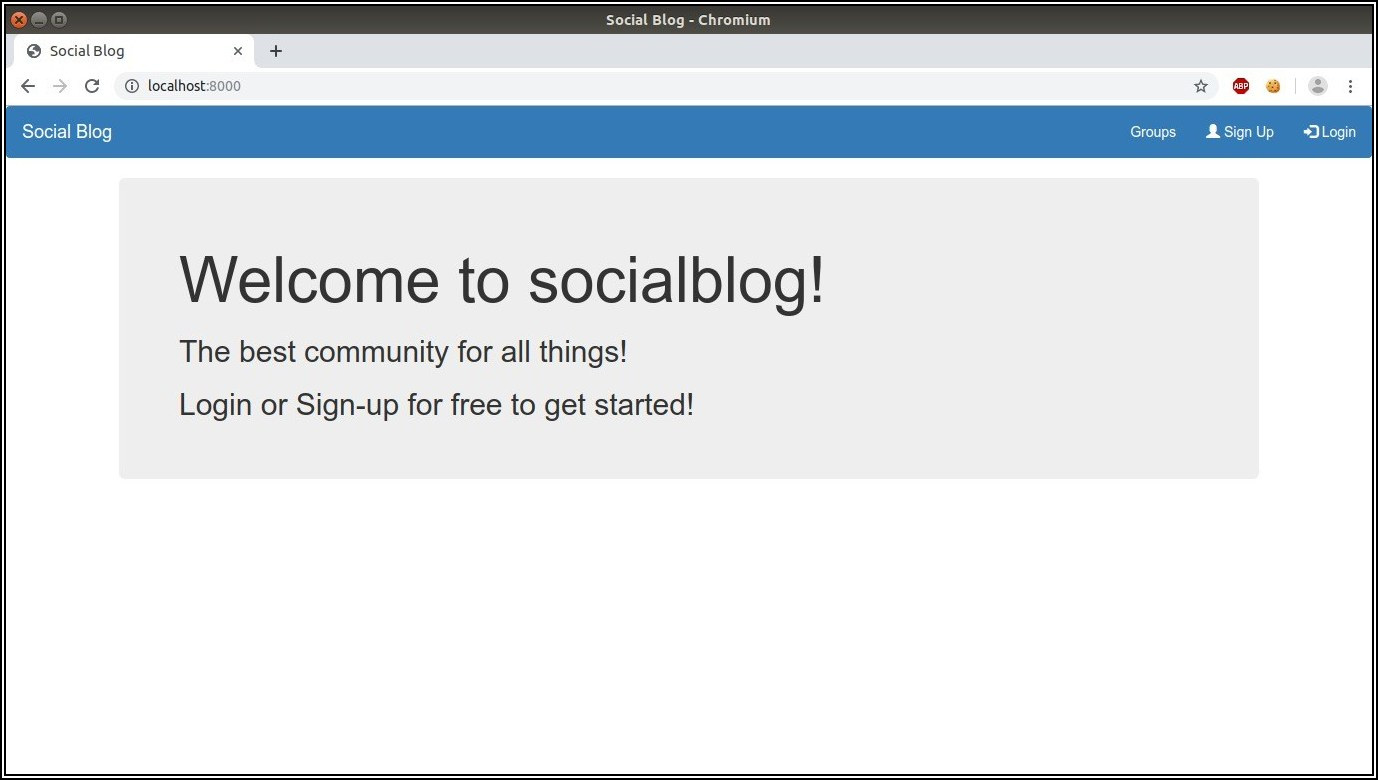 Social Blog - Chromium
Social Blog
localhost:8000
ABP
Social Blog
Groups
Sign Up
Login
Welcome to socialblog!
The best community for all things!
Login or Sign-up for free to get started!